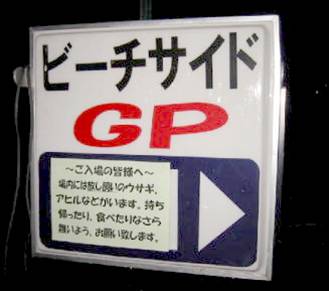 ビーチサイド
GP
〜ご入場の皆様へ〜
場内には放し飼いのウサギ、
アヒルなどがいます。持ち
帰ったり、食べたりなさら
無いよう、お願い致します。